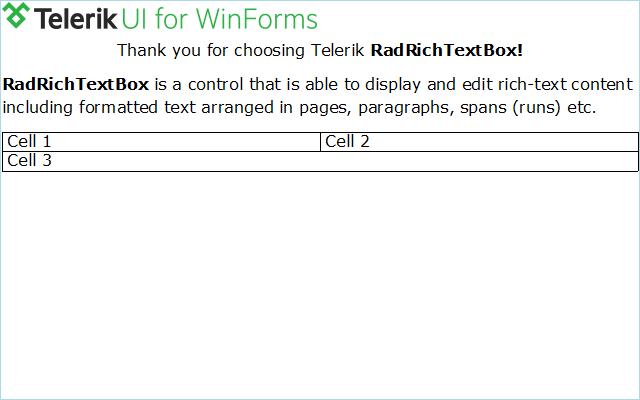 Telerik UI for WinForms
Thank you for choosing Telerik RadRichTextBox!
RadRichTextBox is a control that is able to display and edit rich-text content
including formatted text arranged in pages, paragraphs, spans (runs) etc.
Cell 1 Cell 2
Cell 3